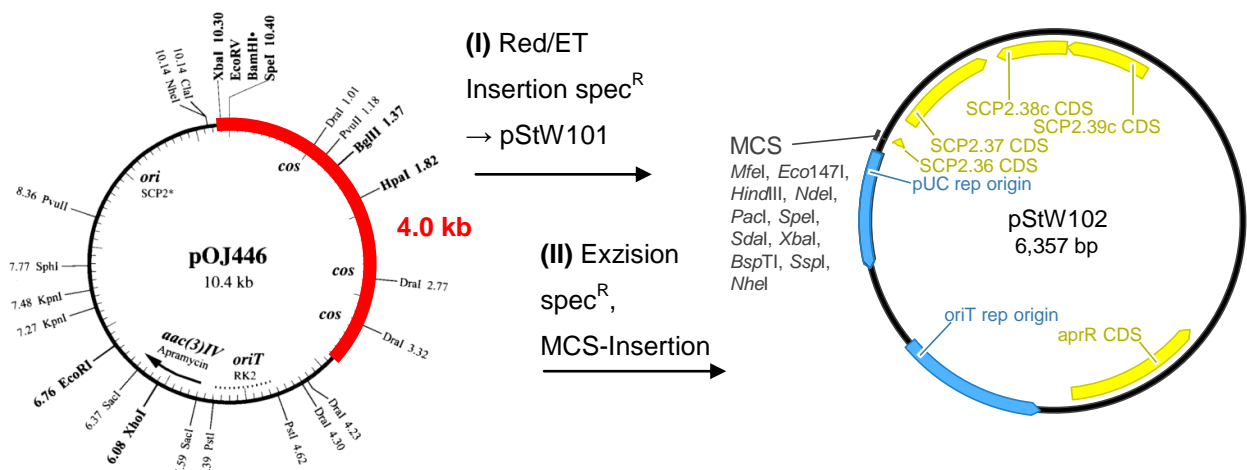 XbaI 10.30
EcoRV
BamHI•
SpeI 10.40
10.14 ClaI
10.14 NheI
DraI 1.01
PvuII 1.18
BglII 1.37
HpaI 1.82
cos
ori
SCP2*
8.36 PvuII
4.0 kb
pOJ446
10.4 kb
7.77 SphI
7.48 KpnI
7.27 KpnI
cos
DraI 2.77
cos
DraI 3.32
aac(3)IV
Apramycin
oriT
RK2
6.76 EcoRI
6.37 SacI
6.08 XhoI
.59 SacI
.39 PstI
PstI 4.62
DraI 4.30
DraI 4.23
(I) Red/ET
Insertion spec^R
→ pStW101
(II) Exzision
spec^R,
MCS-Insertion
MCS
MfeI, Eco147I,
HindIII, NdeI,
PacI, SpeI,
SdaI, XbaI,
BspTI, SspI,
NheI
SCP2.38c CDS
SCP2.39c CDS
SCP2.37 CDS
SCP2.36 CDS
pUC rep origin
pStW102
6,357 bp
oriT rep origin
aprR CDS